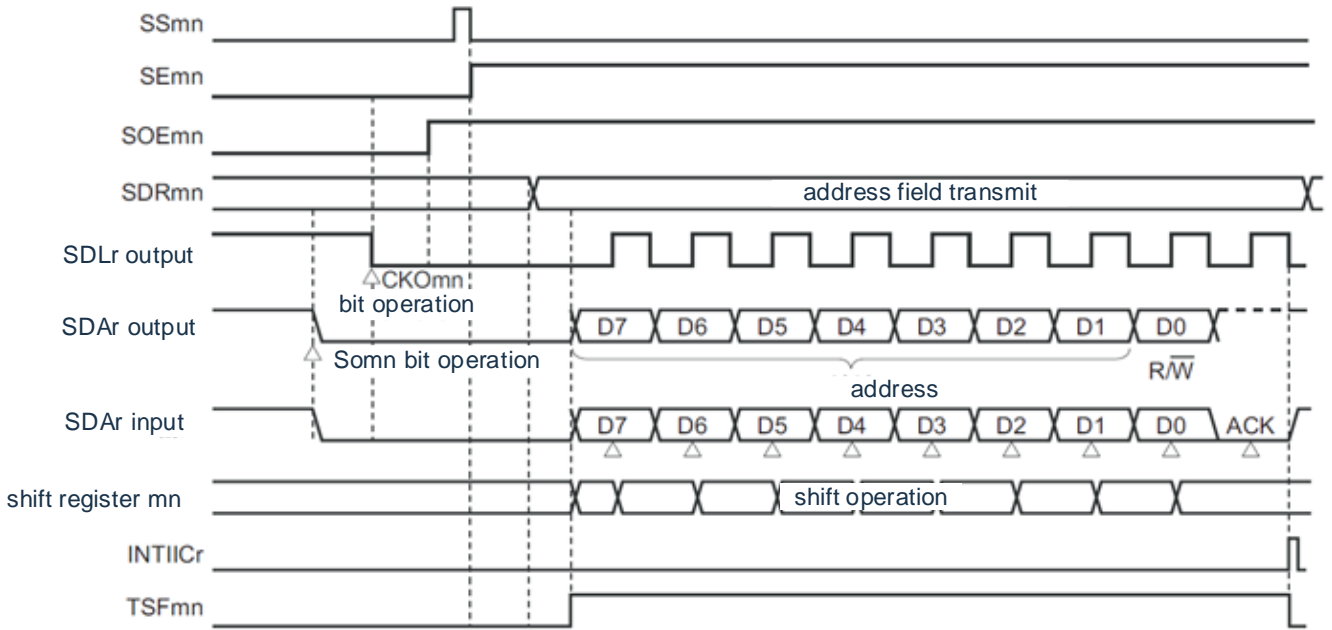 SSmn
SEmn
SOEmn
SDRmn
address field transmit
SDLr output
CKOmn
bit operation
SDAr output
D7 D6 D5 D4 D3 D2 D1 D0
Somn bit operation
R/W
address
SDAr input
D7 D6 D5 D4 D3 D2 D1 D0 ACK
shift register mn
shift operation
INTIICr
TSFmn